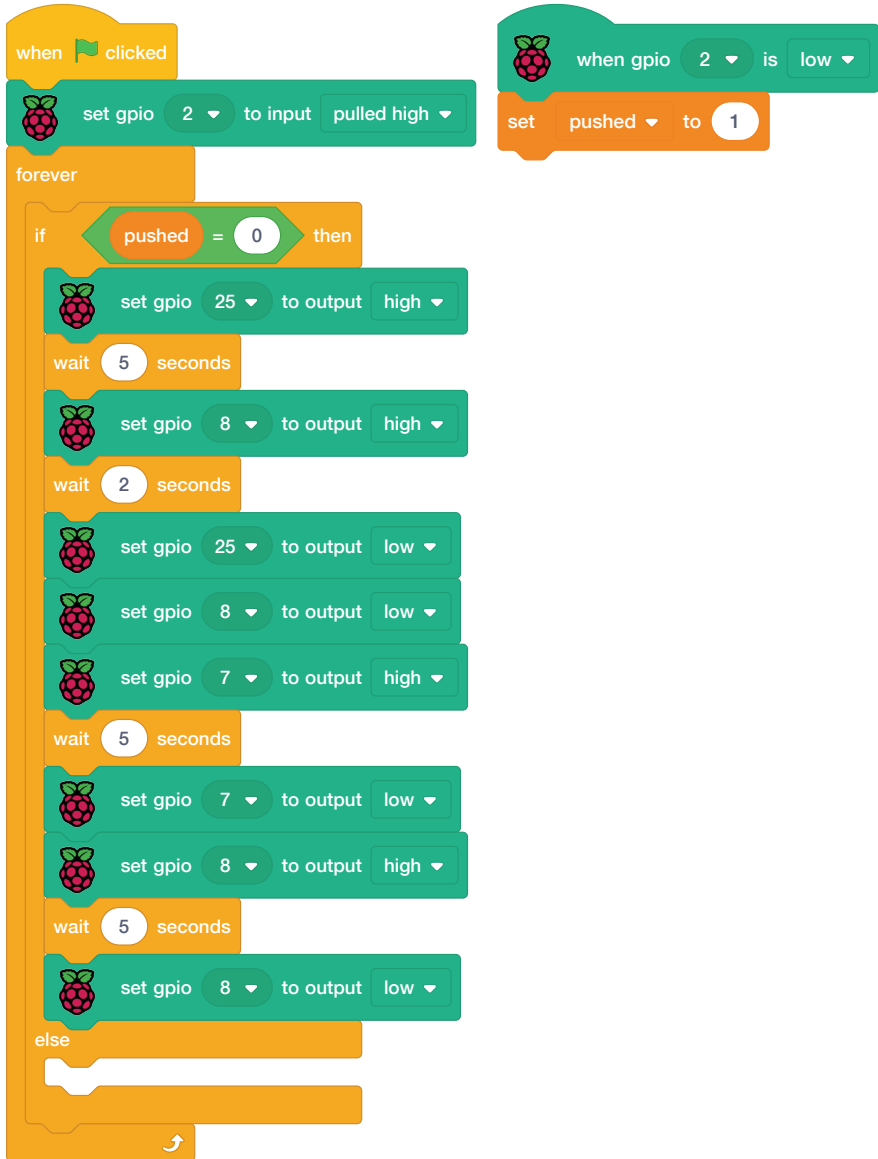 when clicked
set gpio 2 to input pulled high
forever
if pushed = 0 then
set gpio 25 to output high
wait 5 seconds
set gpio 8 to output high
wait 2 seconds
set gpio 25 to output low
set gpio 8 to output low
set gpio 7 to output high
wait 5 seconds
set gpio 7 to output low
set gpio 8 to output high
wait 5 seconds
set gpio 8 to output low
else
when gpio 2 is low
set pushed to 1